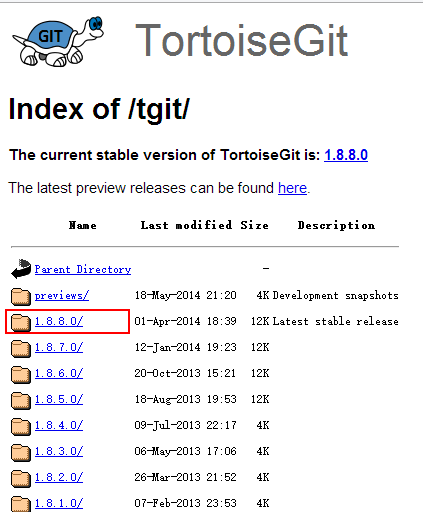 GIT TortoiseGit
Index of /tgit/
The current stable version of TortoiseGit is: 1.8.8.0
The latest preview releases can be found here.
Name Last modified Size Description
Parent Directory -
previews/ 18-May-2014 21:20 4K Development snapshots
1.8.8.0/ 01-Apr-2014 18:39 12K Latest stable release
1.8.7.0/ 12-Jan-2014 19:23 12K
1.8.6.0/ 20-Oct-2013 15:21 12K
1.8.5.0/ 18-Aug-2013 19:53 12K
1.8.4.0/ 09-Jul-2013 22:17 4K
1.8.3.0/ 06-May-2013 17:06 4K
1.8.2.0/ 26-Mar-2013 21:52 4K
1.8.1.0/ 07-Feb-2013 23:53 4K